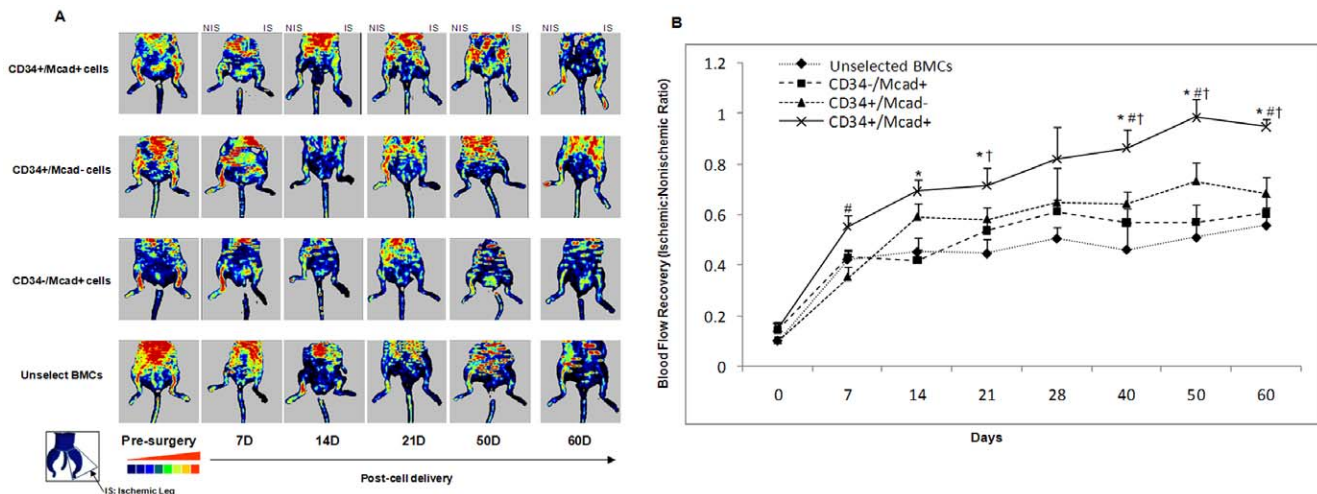 A
NIS IS NIS IS NIS IS NIS IS NIS IS
CD34+/Mcad+ cells
CD34+/Mcad- cells
CD34-/Mcad+ cells
Unselect BMCs
Pre-surgery 7D 14D 21D 50D 60D
Post-cell delivery
IS: Ischemic Leg
B
Blood Flow Recovery (Ischemic:Nonischemic Ratio)
1.2
1
0.8
0.6
0.4
0.2
0
Unselected BMCs
CD34-/Mcad+
CD34+/Mcad-
CD34+/Mcad+
#
*
*†
*#†
*#†
*#†
0 7 14 21 28 40 50 60
Days